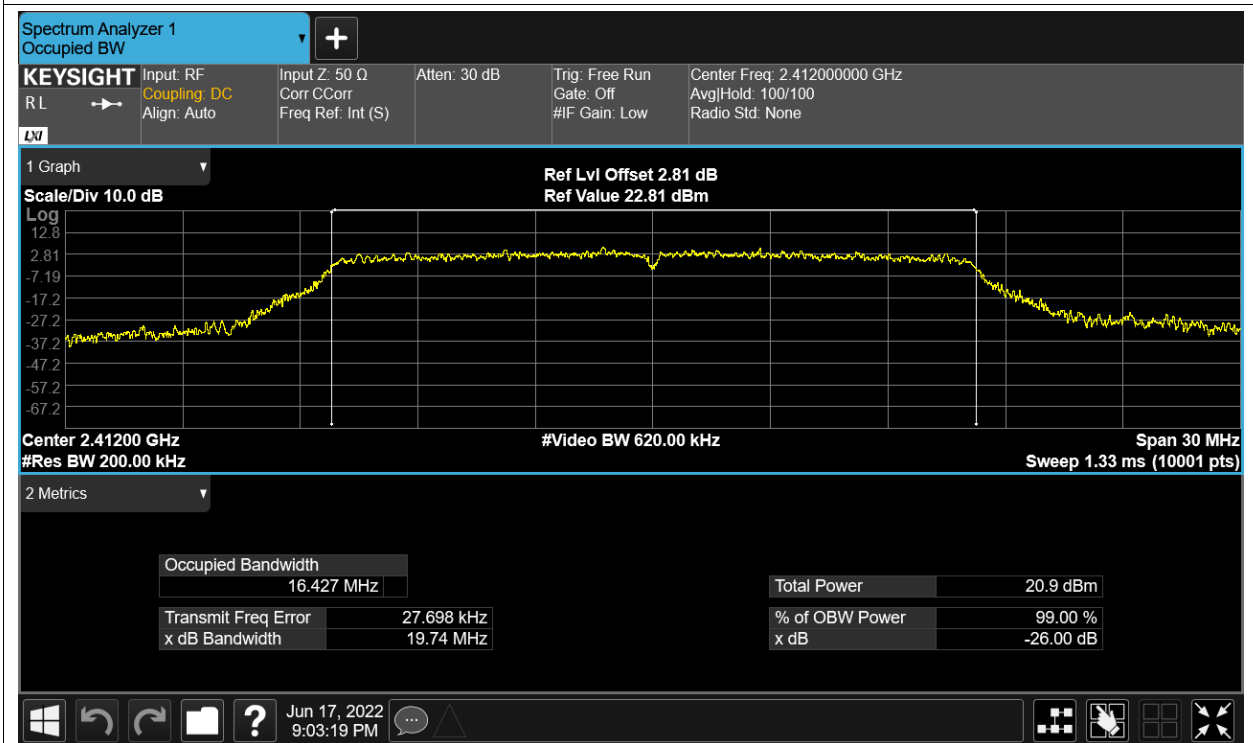 Spectrum Analyzer 1
Occupied BW
+
KEYSIGHT
R L
LXI
Input: RF
Coupling: DC
Align: Auto
Input Z: 50 Ω
Corr CCorr
Freq Ref: Int (S)
Atten: 30 dB
Trig: Free Run
Gate: Off
#IF Gain: Low
Center Freq: 2.412000000 GHz
Avg|Hold: 100/100
Radio Std: None
1 Graph
Scale/Div 10.0 dB
Ref Lvl Offset 2.81 dB
Ref Value 22.81 dBm
Log
12.8
2.81
-7.19
-17.2
-27.2
-37.2
-47.2
-57.2
-67.2
Center 2.41200 GHz
#Video BW 620.00 kHz
Span 30 MHz
#Res BW 200.00 kHz
Sweep 1.33 ms (10001 pts)
2 Metrics
Occupied Bandwidth
16.427 MHz
Total Power 20.9 dBm
Transmit Freq Error 27.698 kHz
% of OBW Power 99.00 %
x dB Bandwidth 19.74 MHz
x dB -26.00 dB
?
Jun 17, 2022
9:03:19 PM